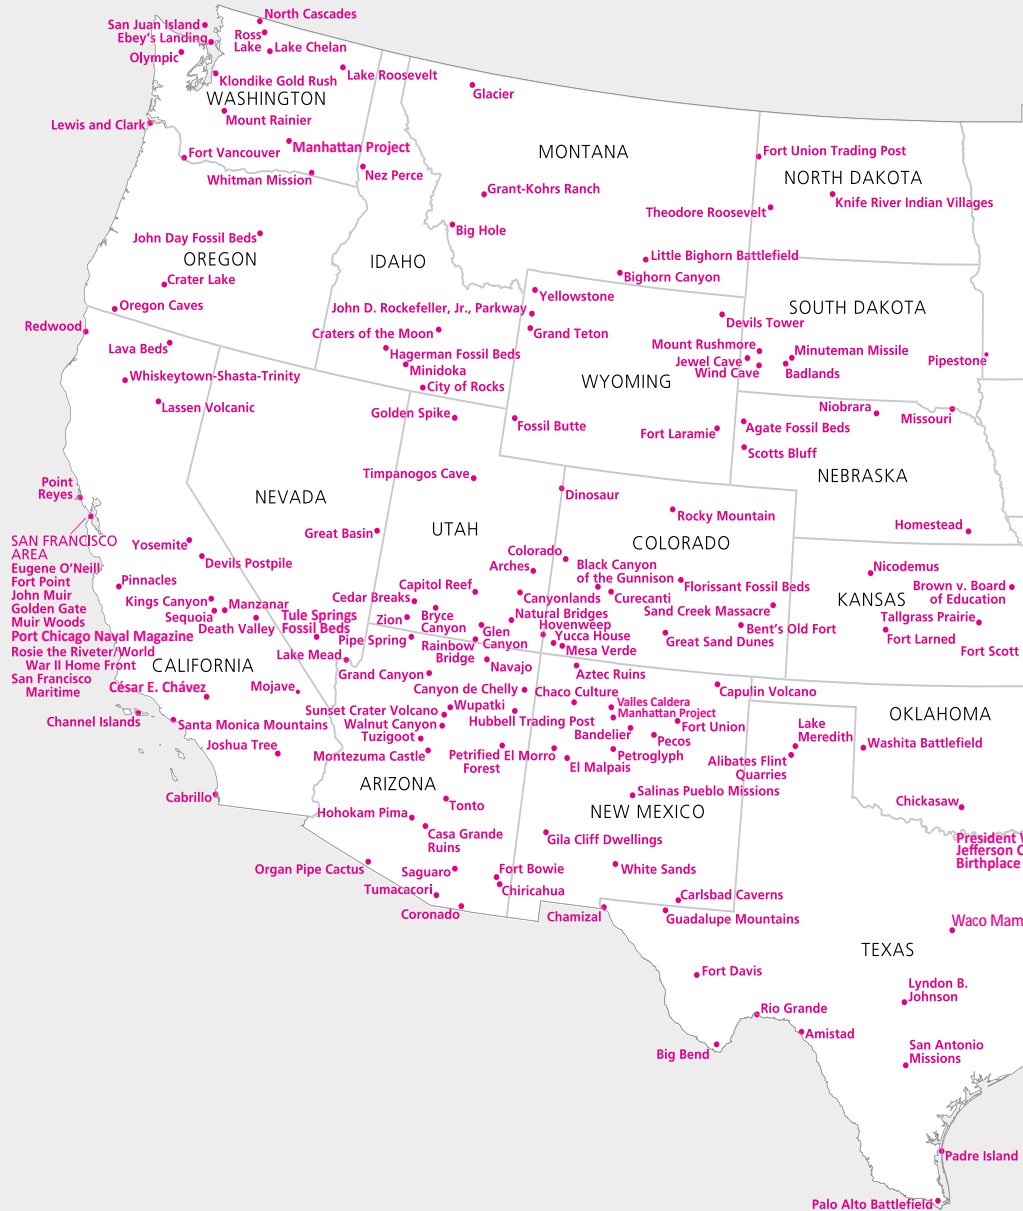 North Cascades
San Juan Island
Ross
Lake
Ebey's Landing
Lake Chelan
Olympic
Lake Roosevelt
Klondike Gold Rush
Glacier
WASHINGTON
Mount Rainier
Lewis and Clark
Manhattan Project
Fort Vancouver
Whitman Mission
Nez Perce
MONTANA
Fort Union Trading Post
NORTH DAKOTA
Grant-Kohrs Ranch
Knife River Indian Villages
Theodore Roosevelt
Big Hole
John Day Fossil Beds
OREGON
IDAHO
Little Bighorn Battlefield
Bighorn Canyon
Crater Lake
Yellowstone
Oregon Caves
John D. Rockefeller, Jr., Parkway
SOUTH DAKOTA
Redwood
Craters of the Moon
Grand Teton
Devils Tower
Lava Beds
Hagerman Fossil Beds
Mount Rushmore
Minuteman Missile
Jewel Cave
Pipestone
Minidoka
Wind Cave
Badlands
Whiskeytown-Shasta-Trinity
City of Rocks
WYOMING
Lassen Volcanic
Golden Spike
Fossil Butte
Niobrara
Missouri
Fort Laramie
Agate Fossil Beds
Scotts Bluff
Timpanogos Cave
NEBRASKA
Point
Reyes
NEVADA
Dinosaur
Rocky Mountain
Homestead
Great Basin
UTAH
COLORADO
SAN FRANCISCO
AREA
Eugene O'Neill
Fort Point
John Muir
Golden Gate
Muir Woods
Port Chicago Naval Magazine
Rosie the Riveter/World
War II Home Front
San Francisco
Maritime
Yosemite
Devils Postpile
Pinnacles
Kings Canyon
Sequoia
Manzanar
Death Valley
Tule Springs
Fossil Beds
Lake Mead
Cedar Breaks
Zion
Pipe Spring
Capitol Reef
Bryce
Canyon
Colorado
Arches
Canyonlands
Natural Bridges
Glen
Canyon
Rainbow
Bridge
Hovenweep
Yucca House
Mesa Verde
Black Canyon
of the Gunnison
Curecanti
Florissant Fossil Beds
Sand Creek Massacre
Bent's Old Fort
Great Sand Dunes
Nicodemus
Brown v. Board
of Education
KANSAS
Tallgrass Prairie
Fort Larned
Fort Scott
CALIFORNIA
César E. Chávez
Mojave
Channel Islands
Santa Monica Mountains
Joshua Tree
Cabrillo
Grand Canyon
Navajo
Canyon de Chelly
Sunset Crater Volcano
Wupatki
Walnut Canyon
Hubbell Trading Post
Tuzigoot
Montezuma Castle
Petrified
Forest
Aztec Ruins
Chaco Culture
Valles Caldera
Manhattan Project
Capulin Volcano
Fort Union
Bandelier
Pecos
El Morro
El Malpais
Petroglyph
Lake
Meredith
Alibates Flint
Quarries
OKLAHOMA
Washita Battlefield
Chickasaw
ARIZONA
Tonto
Hohokam Pima
Casa Grande
Ruins
Salinas Pueblo Missions
NEW MEXICO
Gila Cliff Dwellings
President W
Jefferson C
Birthplace
Organ Pipe Cactus
Saguaro
Fort Bowie
Tumacacori
Chiricahua
Coronado
White Sands
Carlsbad Caverns
Chamizal
Guadalupe Mountains
Waco Mam
TEXAS
Fort Davis
Lyndon B.
Johnson
Rio Grande
Amistad
Big Bend
San Antonio
Missions
Padre Island
Palo Alto Battlefield